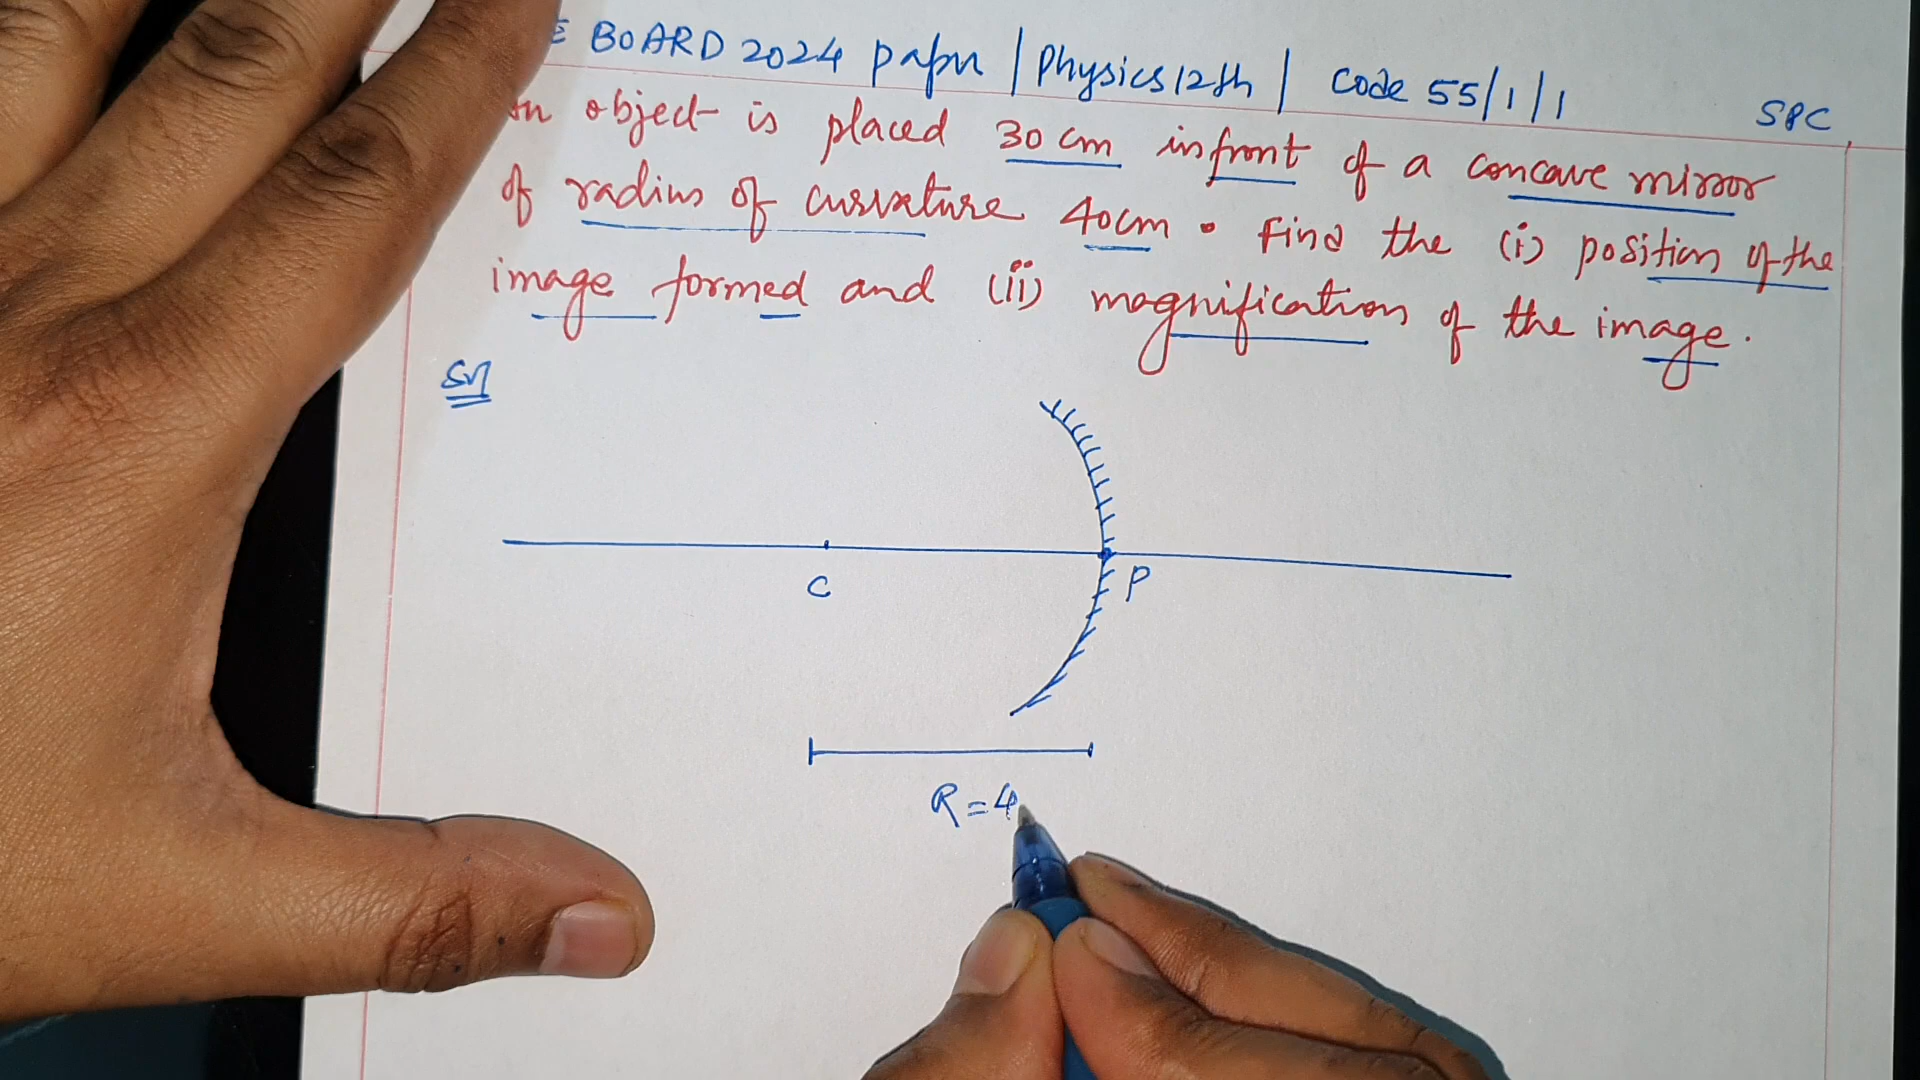 BOARD 2024 paper | Physics 12th | Code 55/1/1
SPC
An object is placed 30 cm infront of a concave mirror
of radius of curvature 40cm. Find the (i) position of the
image formed and (ii) magnification of the image.
Sol
C
P
R = 4